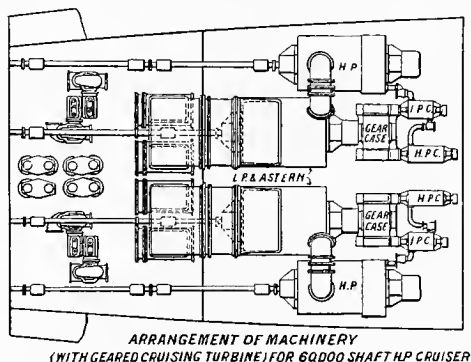 H.P
I.P.C.
GEAR
CASE
H.P.C.
L.P. & ASTERN
H.P.C
GEAR
CASE
I.P.C.
H.P
ARRANGEMENT OF MACHINERY
(WITH GEARED CRUISING TURBINE) FOR 60,000 SHAFT H.P CRUISER